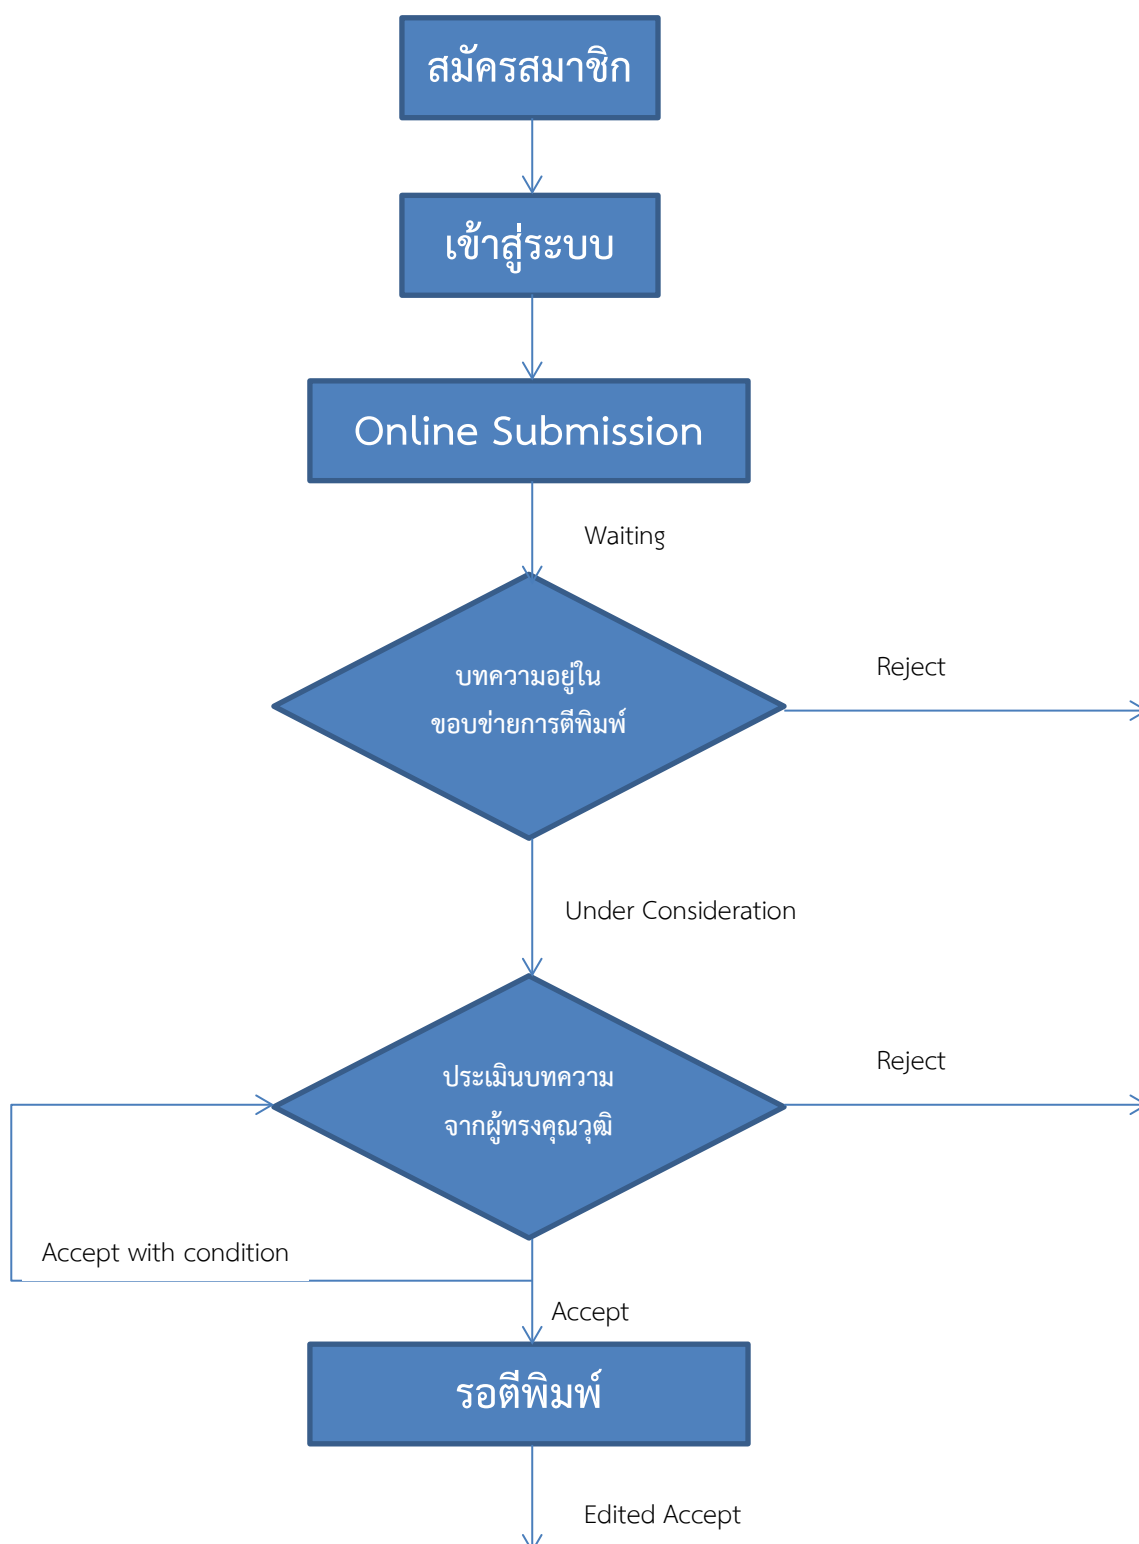 สมัครสมาชิก
เข้าสู่ระบบ
Online Submission
Waiting
บทความอยู่ใน
ขอบข่ายการตีพิมพ์
Reject
Under Consideration
ประเมินบทความ
จากผู้ทรงคุณวุฒิ
Reject
Accept with condition
Accept
รอตีพิมพ์
Edited Accept